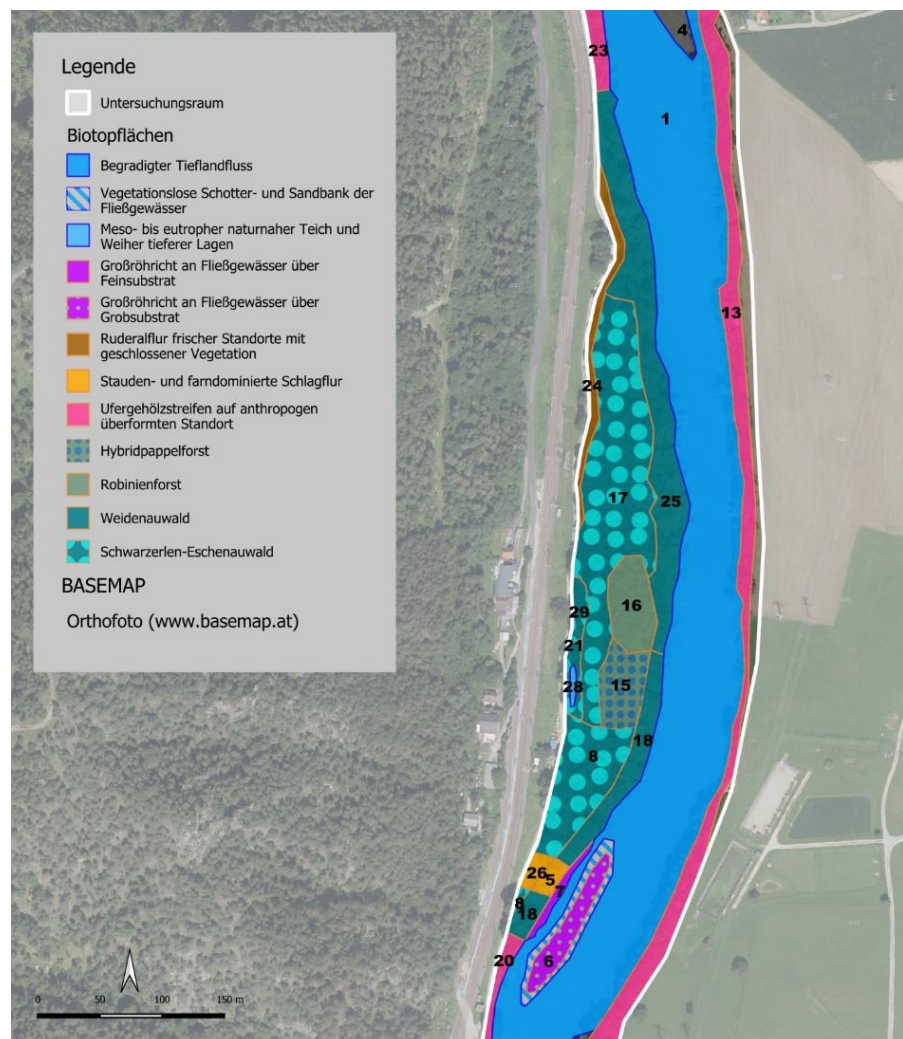 Legende
Untersuchungsraum
Biotopflächen
Begradigter Tieflandfluss
Vegetationslose Schotter- und Sandbank der
Fließgewässer
Meso- bis eutropher naturnaher Teich und
Weiher tieferer Lagen
Großröhricht an Fließgewässer über
Feinsubstrat
Großröhricht an Fließgewässer über
Grobsubstrat
Ruderalflur frischer Standorte mit
geschlossener Vegetation
Stauden- und farndominierte Schlagflur
Ufergehölzstreifen auf anthropogen
überformten Standort
Hybridpappelforst
Robinienforst
Weidenauwald
Schwarzerlen-Eschenauwald
BASEMAP
Orthofoto (www.basemap.at)
0 50 100 150 m
4
23
1
13
24
17
25
16
29
21
28
15
18
8
26
5
7
8
18
20
6